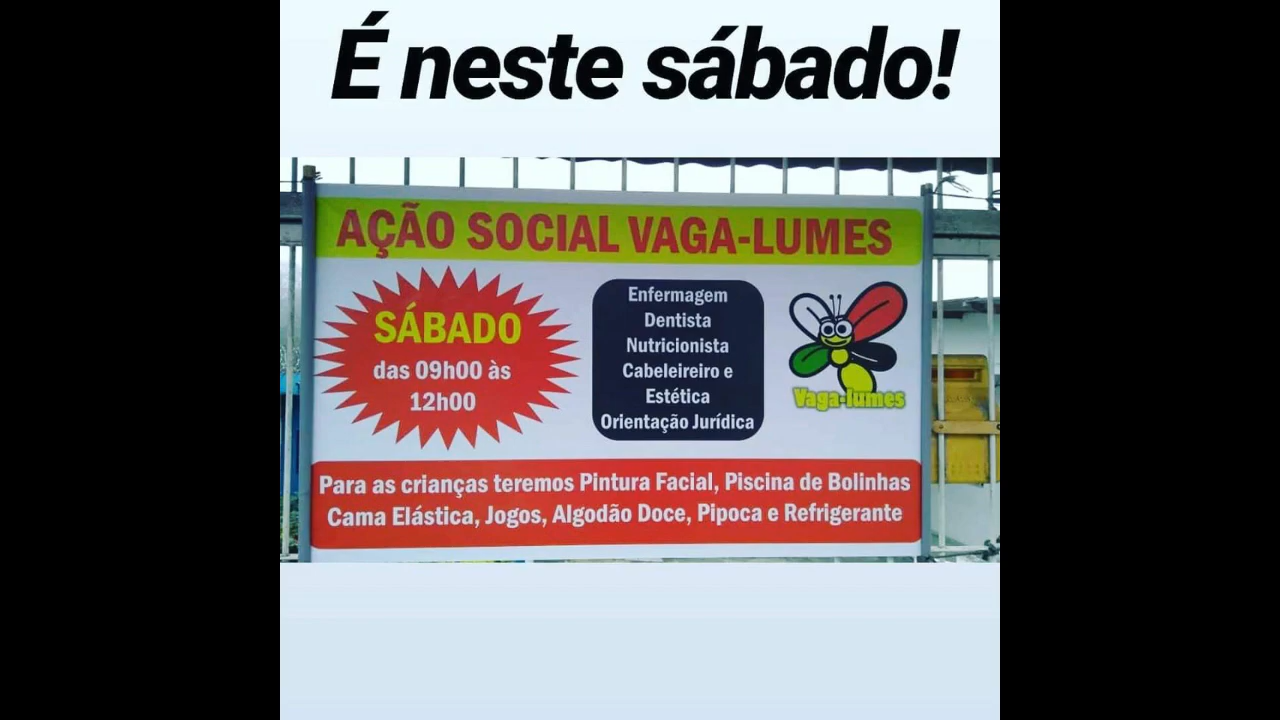 É neste sábado!
AÇÃO SOCIAL VAGA-LUMES
SÁBADO
das 09h00 às
12h00
Enfermagem
Dentista
Nutricionista
Cabeleireiro e
Estética
Orientação Jurídica
Vaga-lumes
Para as crianças teremos Pintura Facial, Piscina de Bolinhas
Cama Elástica, Jogos, Algodão Doce, Pipoca e Refrigerante